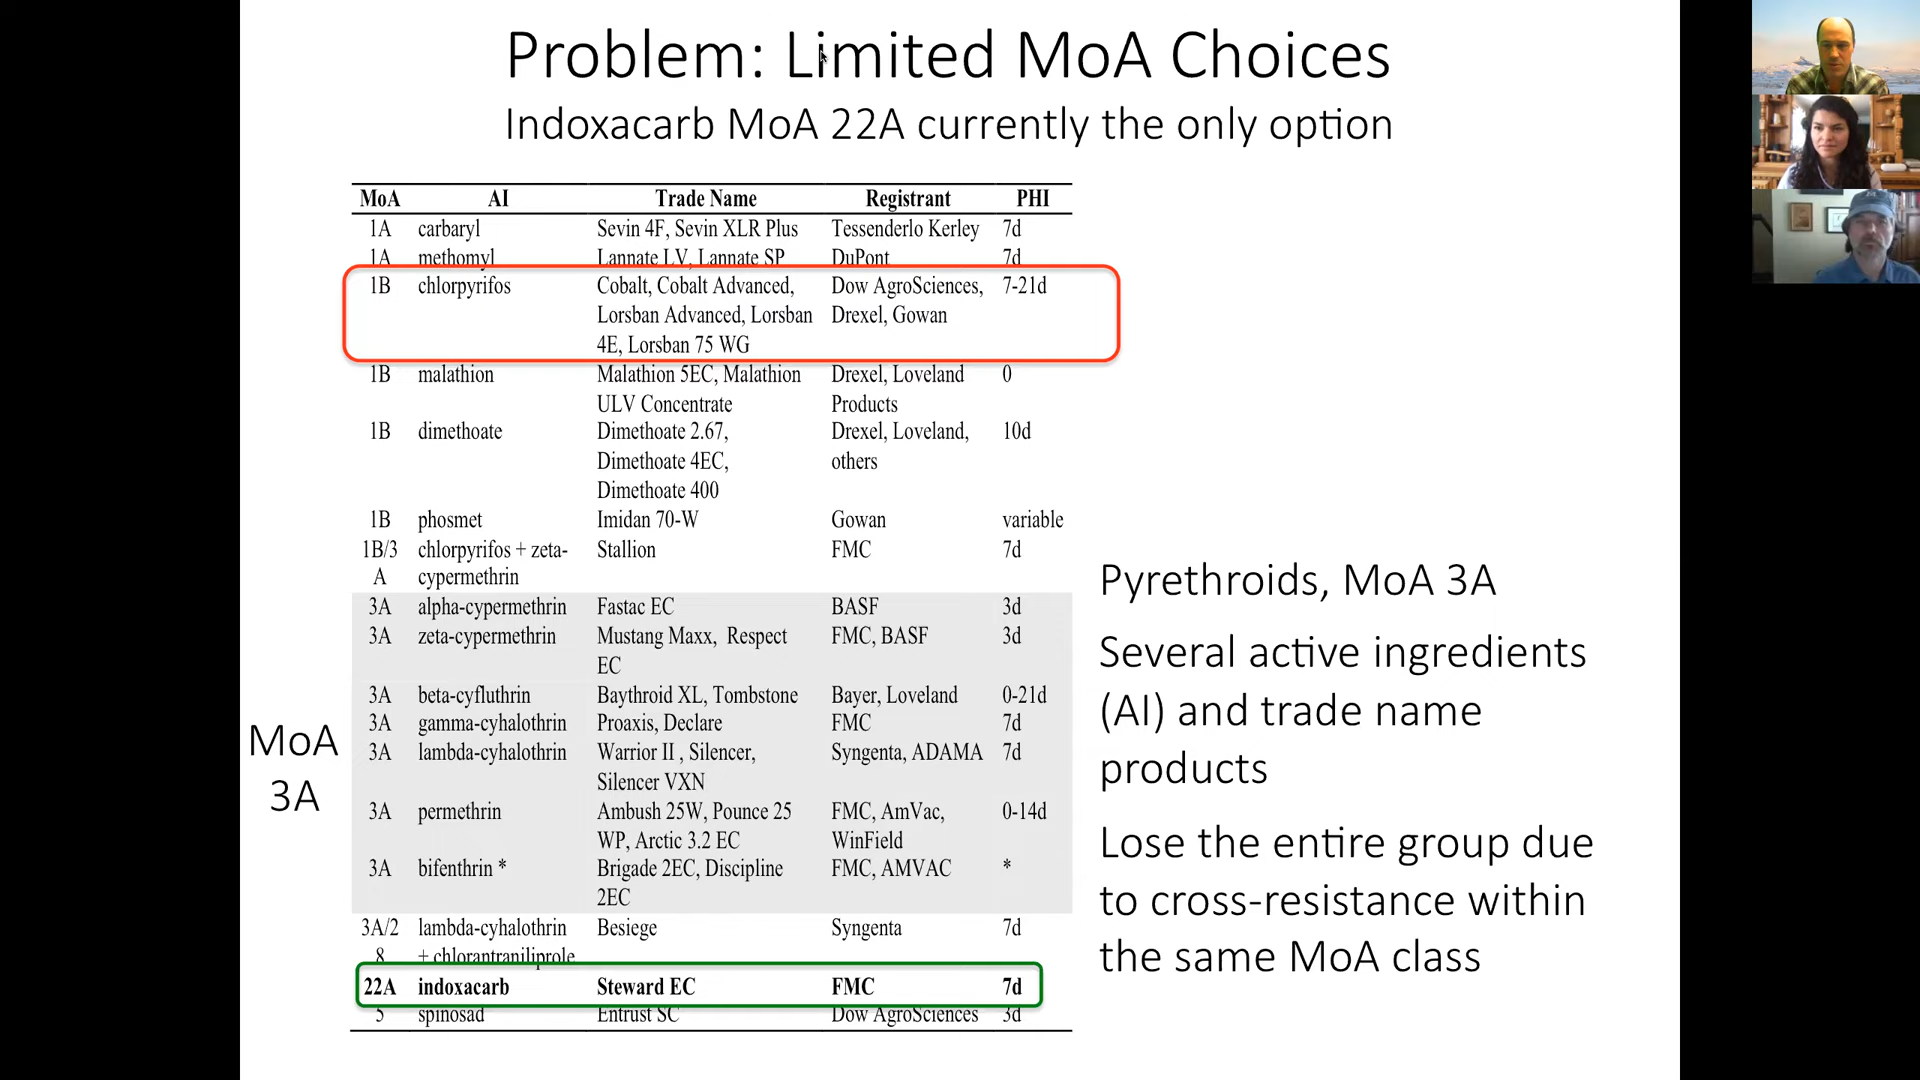 Problem: Limited MoA Choices
Indoxacarb MoA 22A currently the only option
MoA AI Trade Name Registrant PHI
1A carbaryl Sevin 4F, Sevin XLR Plus Tessenderlo Kerley 7d
1A methomyl Lannate LV, Lannate SP DuPont 7d
1B chlorpyrifos Cobalt, Cobalt Advanced, Dow AgroSciences, 7-21d
Lorsban Advanced, Lorsban Drexel, Gowan
4E, Lorsban 75 WG
1B malathion Malathion 5EC, Malathion Drexel, Loveland 0
ULV Concentrate Products
1B dimethoate Dimethoate 2.67, Drexel, Loveland, 10d
Dimethoate 4EC, others
Dimethoate 400
1B phosmet Imidan 70-W Gowan variable
1B/3 chlorpyrifos + zeta- Stallion FMC 7d
A cypermethrin
3A alpha-cypermethrin Fastac EC BASF 3d
3A zeta-cypermethrin Mustang Maxx, Respect FMC, BASF 3d
EC
3A beta-cyfluthrin Baythroid XL, Tombstone Bayer, Loveland 0-21d
3A gamma-cyhalothrin Proaxis, Declare FMC 7d
3A lambda-cyhalothrin Warrior II , Silencer, Syngenta, ADAMA 7d
Silencer VXN
3A permethrin Ambush 25W, Pounce 25 FMC, AmVac, 0-14d
WP, Arctic 3.2 EC WinField
3A bifenthrin * Brigade 2EC, Discipline FMC, AMVAC *
2EC
3A/2 lambda-cyhalothrin Besiege Syngenta 7d
8 + chlorantraniliprole
22A indoxacarb Steward EC FMC 7d
5 spinosad Entrust SC Dow AgroSciences 3d
MoA
3A
Pyrethroids, MoA 3A
Several active ingredients
(AI) and trade name
products
Lose the entire group due
to cross-resistance within
the same MoA class